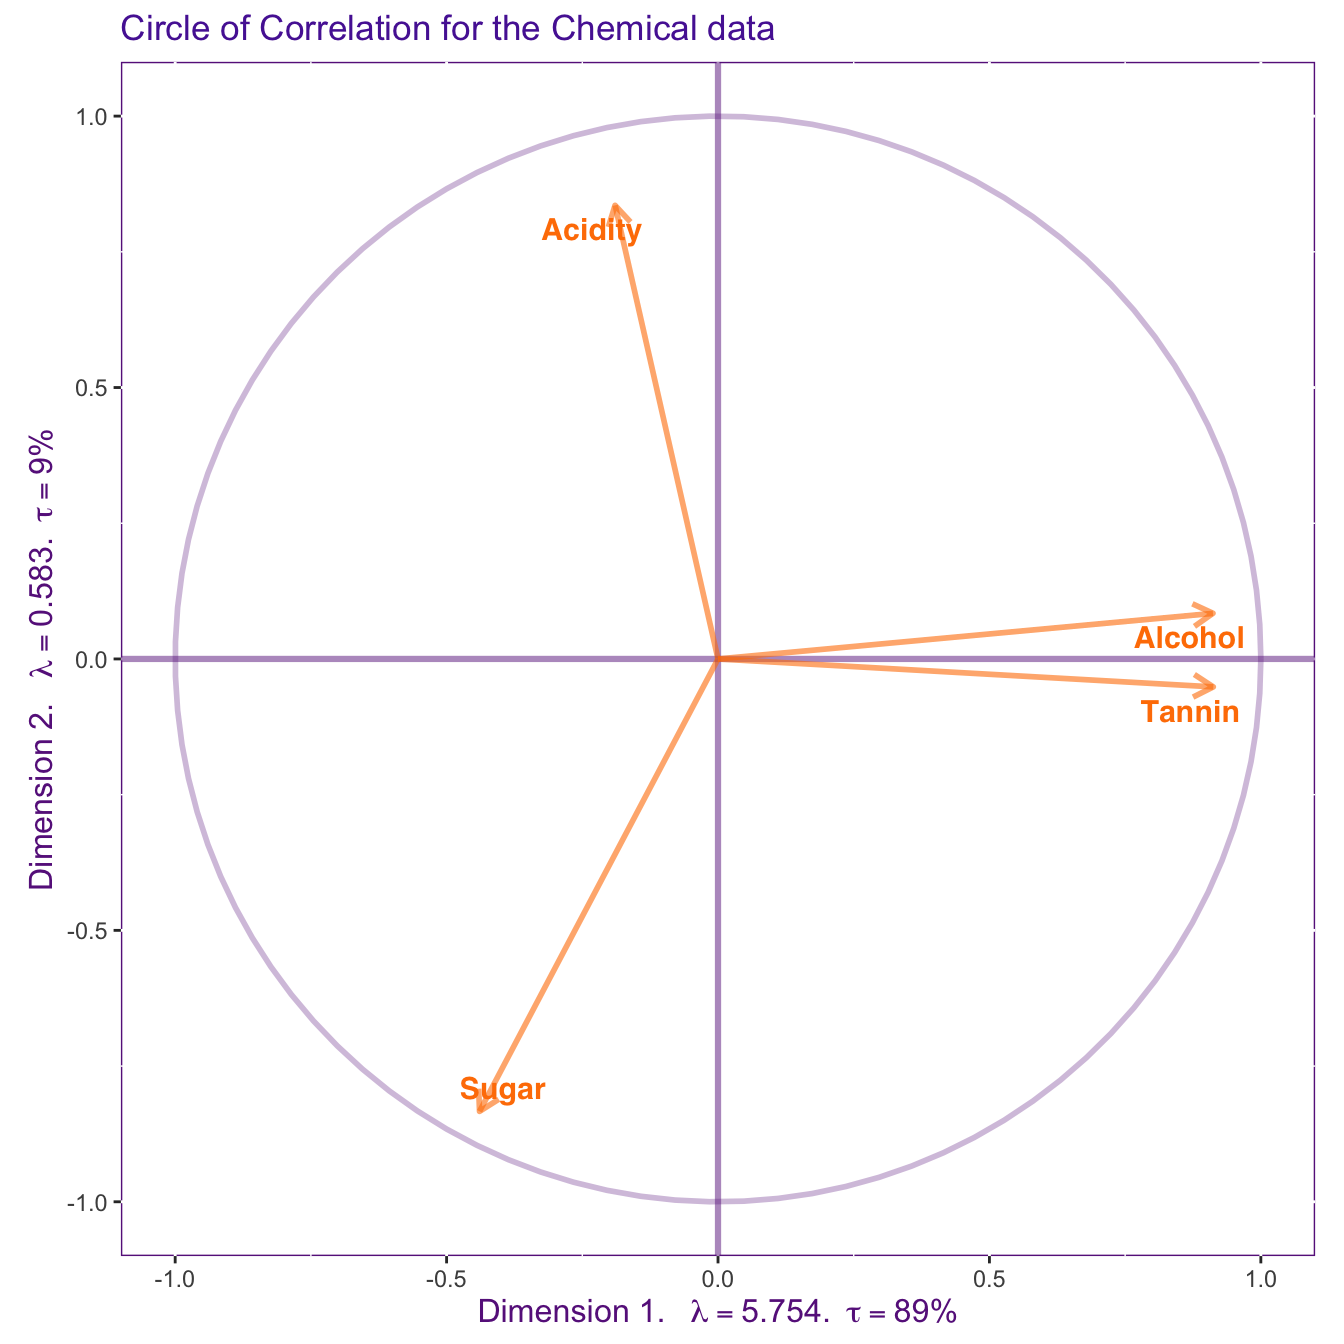 Circle of Correlation for the Chemical data
1.0
0.5
0.0
-0.5
-1.0
Dimension 2. λ = 0.583. τ = 9%
Acidity
Alcohol
Tannin
Sugar
-1.0 -0.5 0.0 0.5 1.0
Dimension 1. λ = 5.754. τ = 89%